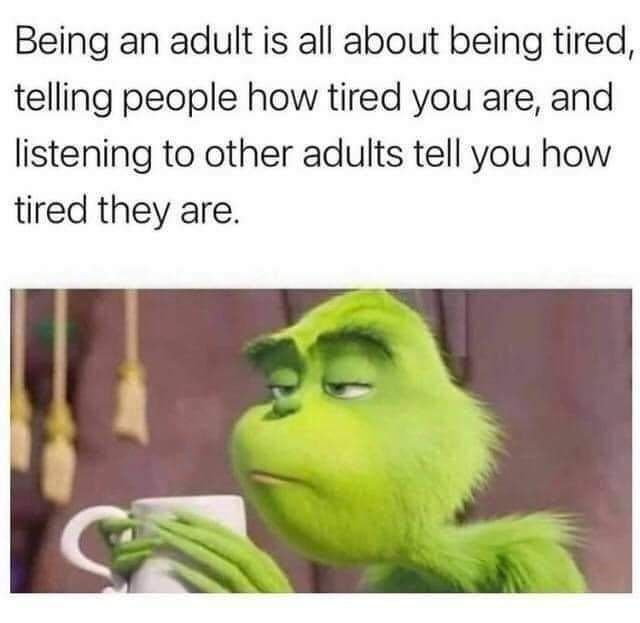 Being an adult is all about being tired,
telling people how tired you are, and
listening to other adults tell you how
tired they are.